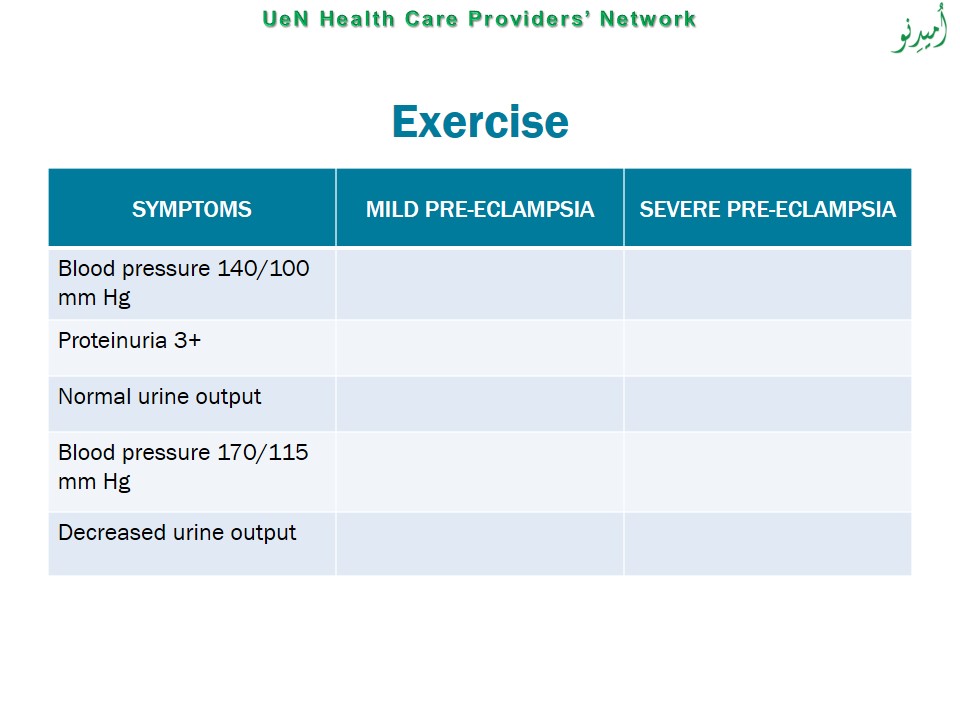 UeN Health Care Providers’ Network
اُمیدِنو
Exercise
SYMPTOMS MILD PRE-ECLAMPSIA SEVERE PRE-ECLAMPSIA
Blood pressure 140/100
mm Hg
Proteinuria 3+
Normal urine output
Blood pressure 170/115
mm Hg
Decreased urine output